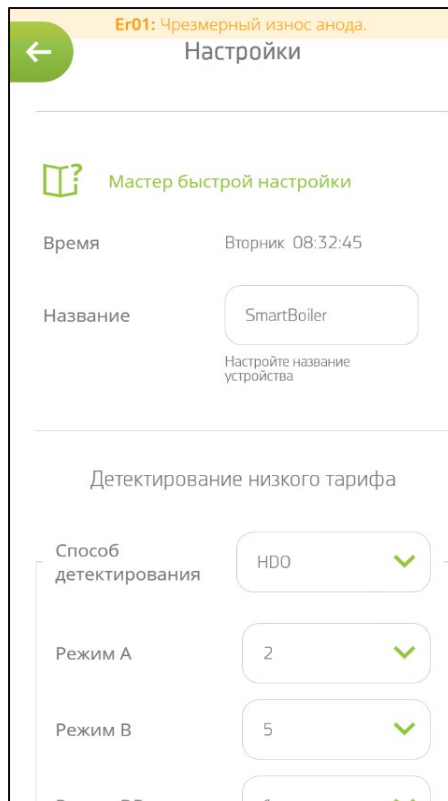 Er01: Чрезмерный износ анода.
Настройки
Мастер быстрой настройки
Время Вторник 08:32:45
Название SmartBoiler
Настройте название
устройства
Детектирование низкого тарифа
Способ
детектирования HDO
Режим A 2
Режим B 5